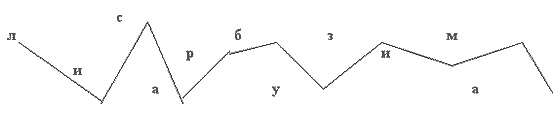 л и с а р б у з и м а